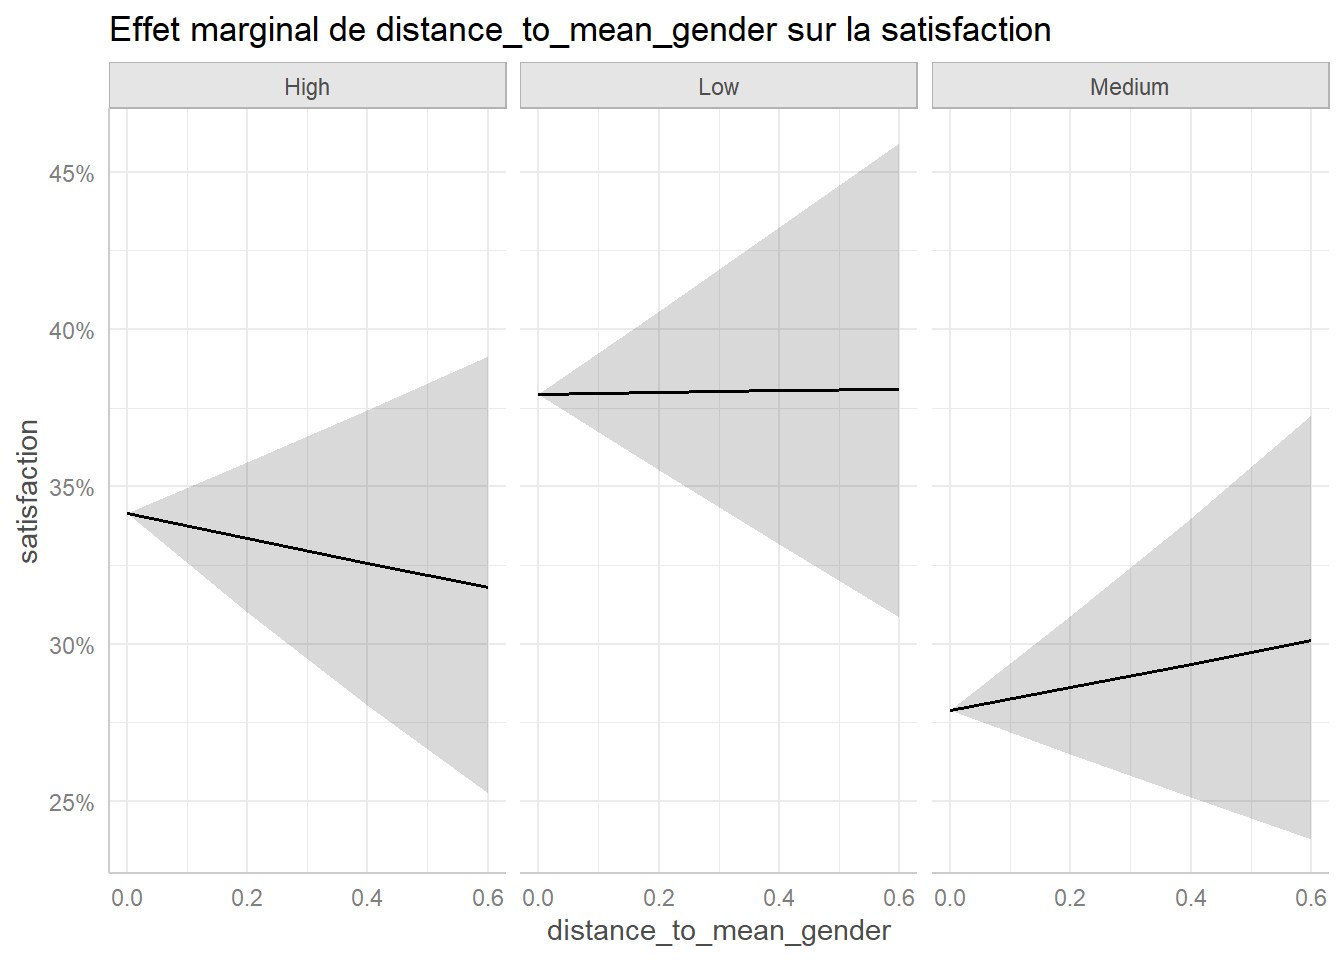 Effet marginal de distance_to_mean_gender sur la satisfaction
High
Low
Medium
satisfaction
45%
40%
35%
30%
25%
0.0 0.2 0.4 0.6
0.0 0.2 0.4 0.6
0.0 0.2 0.4 0.6
distance_to_mean_gender